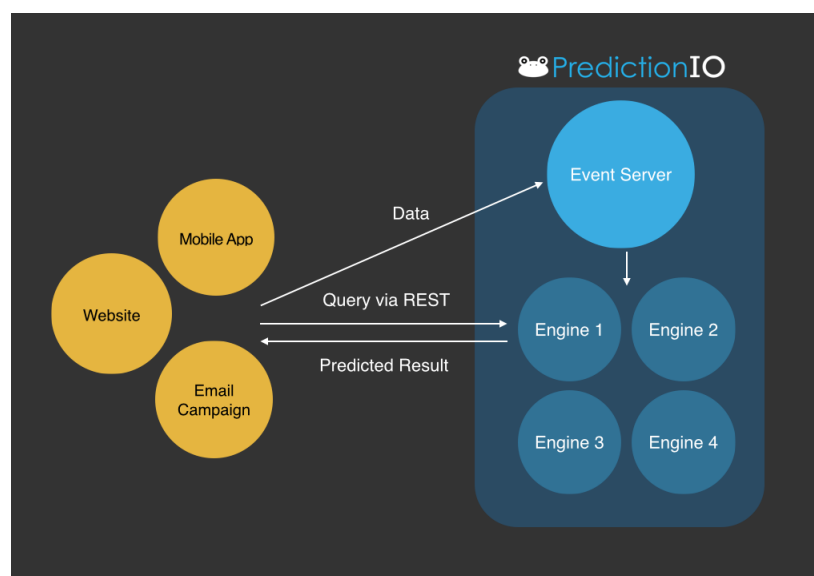 PredictionIO
Event Server
Data
Mobile App
Query via REST
Website
Engine 1
Engine 2
Predicted Result
Email
Campaign
Engine 3
Engine 4